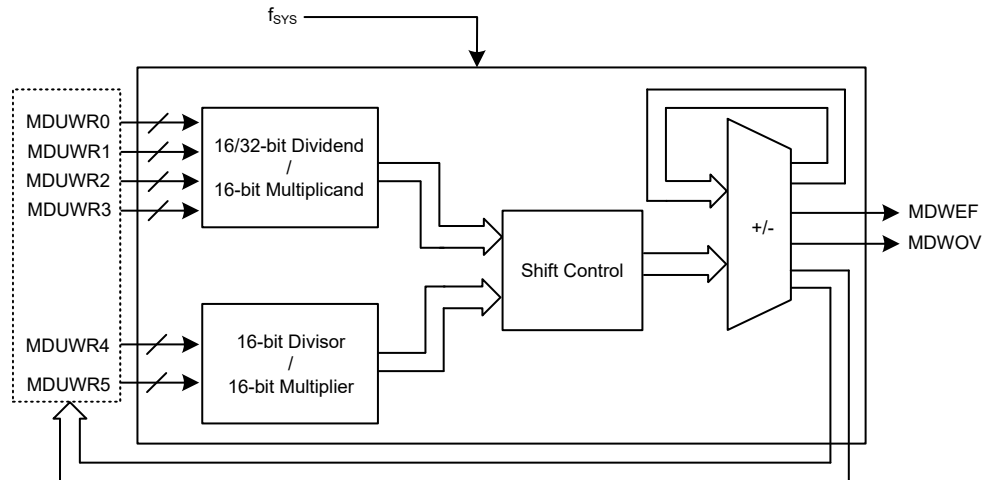 fSYS
MDUWR0
MDUWR1
MDUWR2
MDUWR3
MDUWR4
MDUWR5
16/32-bit Dividend
/
16-bit Multiplicand
16-bit Divisor
/
16-bit Multiplier
Shift Control
+/-
MDWEF
MDWOV